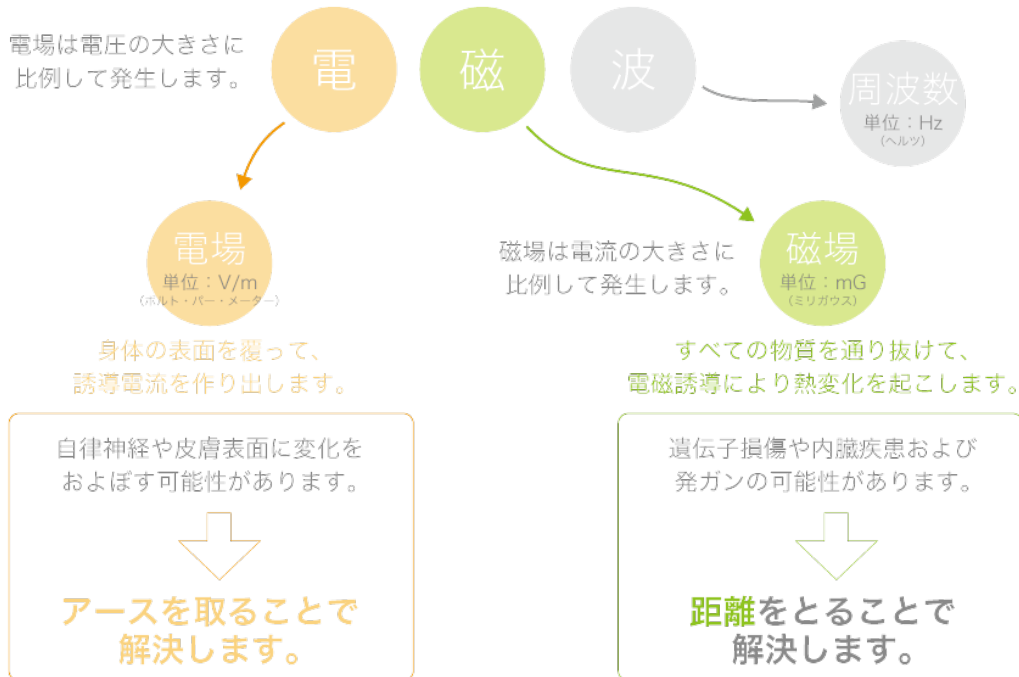 電場は電圧の大きさに
比例して発生します。
電
磁
波
周波数
単位：Hz
（ヘルツ）
電場
単位：V/m
（ボルト・パー・メーター）
磁場は電流の大きさに
比例して発生します。
磁場
単位：mG
（ミリガウス）
身体の表面を覆って、
誘導電流を作り出します。
すべての物質を通り抜けて、
電磁誘導により熱変化を起こします。
自律神経や皮膚表面に変化を
およぼす可能性があります。
アースを取ることで
解決します。
遺伝子損傷や内臓疾患および
発ガンの可能性があります。
距離をとることで
解決します。